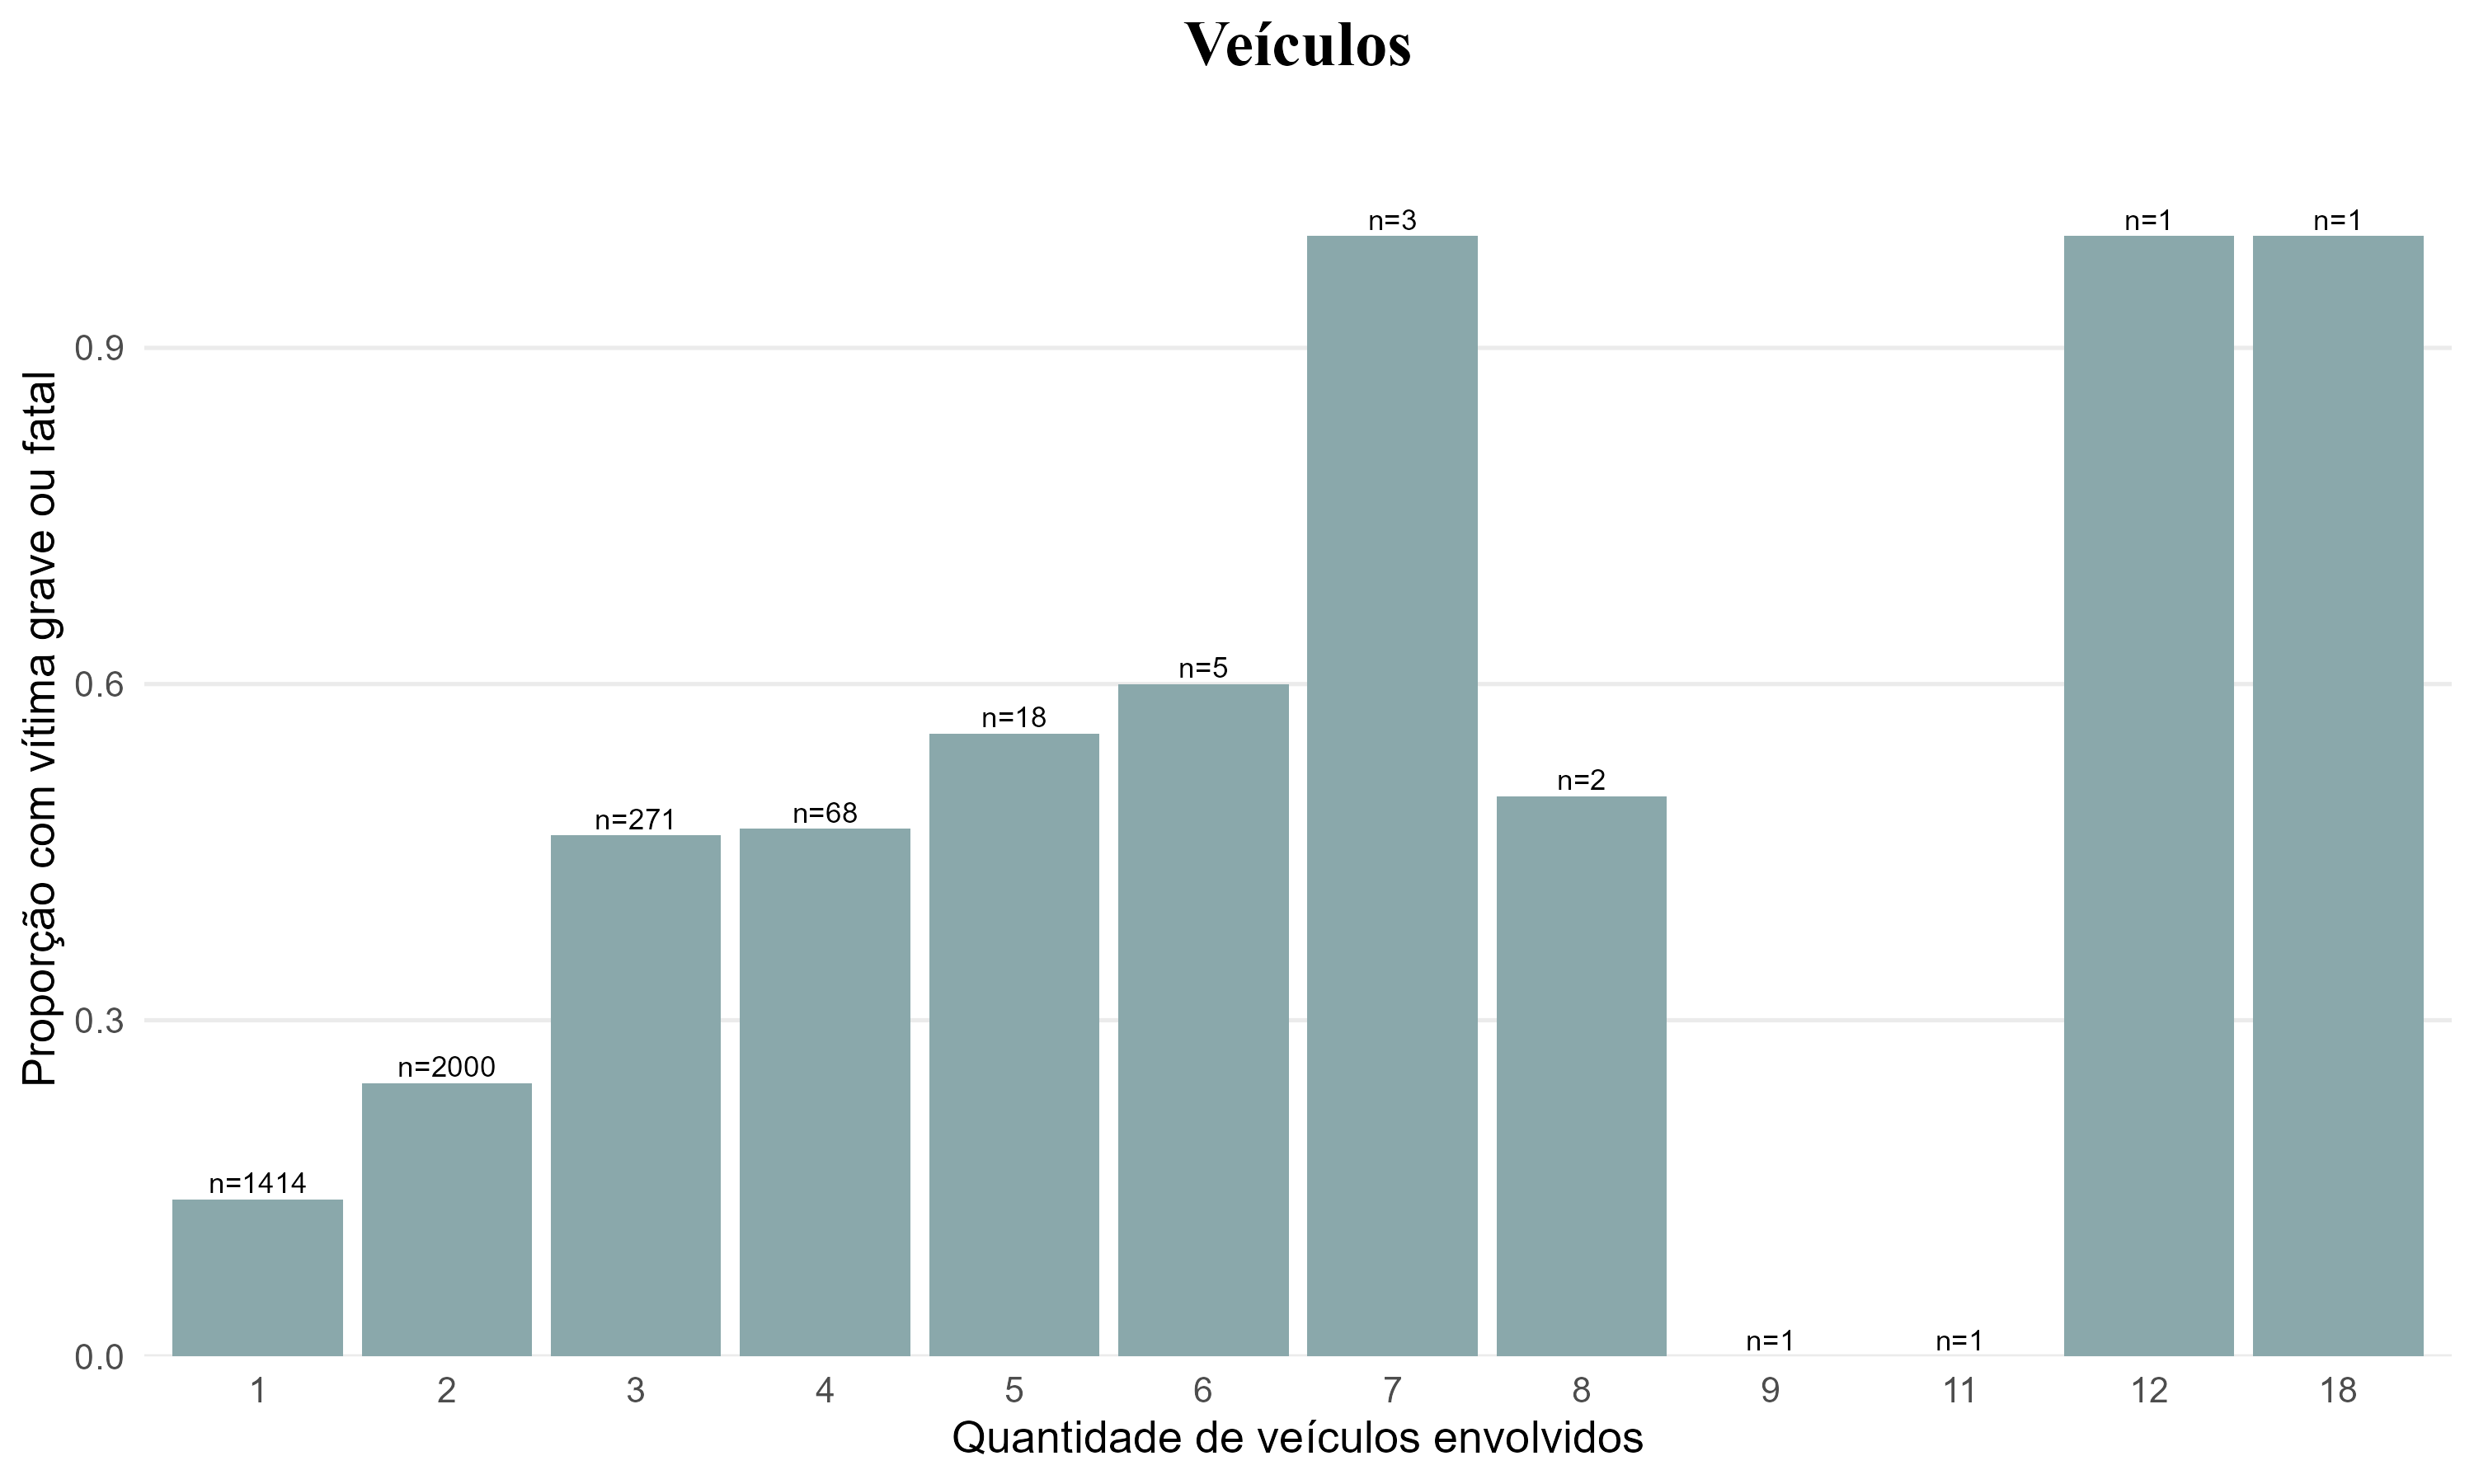 Veículos
Proporção com vítima grave ou fatal
0.9
0.6
0.3
0.0
n=1414
n=2000
n=271
n=68
n=18
n=5
n=3
n=2
n=1
n=1
n=1
n=1
1 2 3 4 5 6 7 8 9 11 12 18
Quantidade de veículos envolvidos